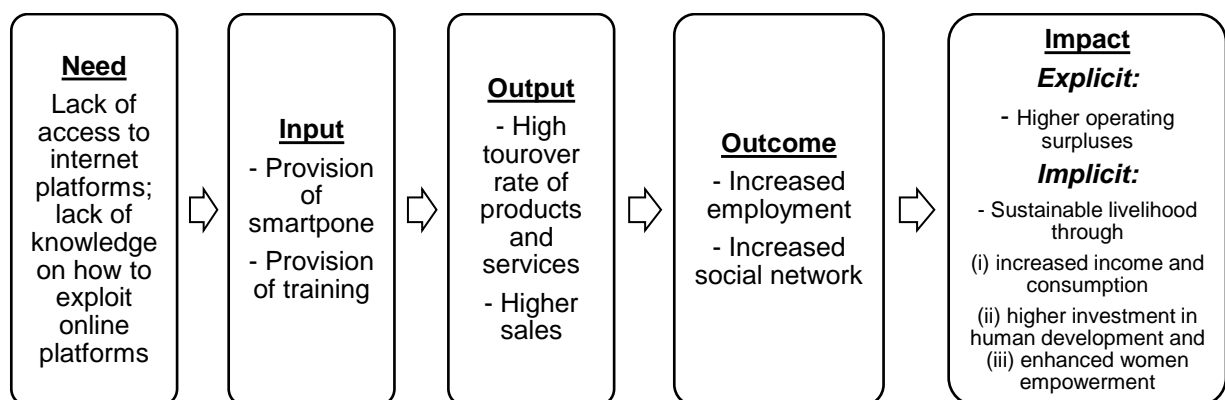 Need
Lack of
access to
internet
platforms;
lack of
knowledge
on how to
exploit
online
platforms
Input
- Provision
of
smartpone
- Provision
of training
Output
- High
tourover
rate of
products
and
services
- Higher
sales
Outcome
- Increased
employment
- Increased
social network
Impact
Explicit:
- Higher operating
surpluses
Implicit:
- Sustainable livelihood
through
(i) increased income and
consumption
(ii) higher investment in
human development and
(iii) enhanced women
empowerment